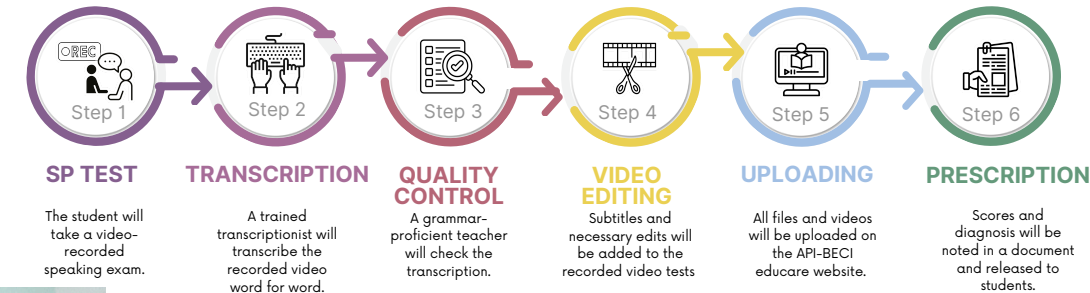 REC
Step 1
SP TEST
The student will
take a video-
recorded
speaking exam.
Step 2
TRANSCRIPTION
A trained
transcriptionist will
transcribe the
recorded video
word for word.
Step 3
QUALITY
CONTROL
A grammar-
proficient teacher
will check the
transcription.
Step 4
VIDEO
EDITING
Subtitles and
necessary edits will
be added to the
recorded video tests
Step 5
UPLOADING
All files and videos
will be uploaded on
the API-BECI
educare website.
Step 6
PRESCRIPTION
Scores and
diagnosis will be
noted in a document
and released to
students.